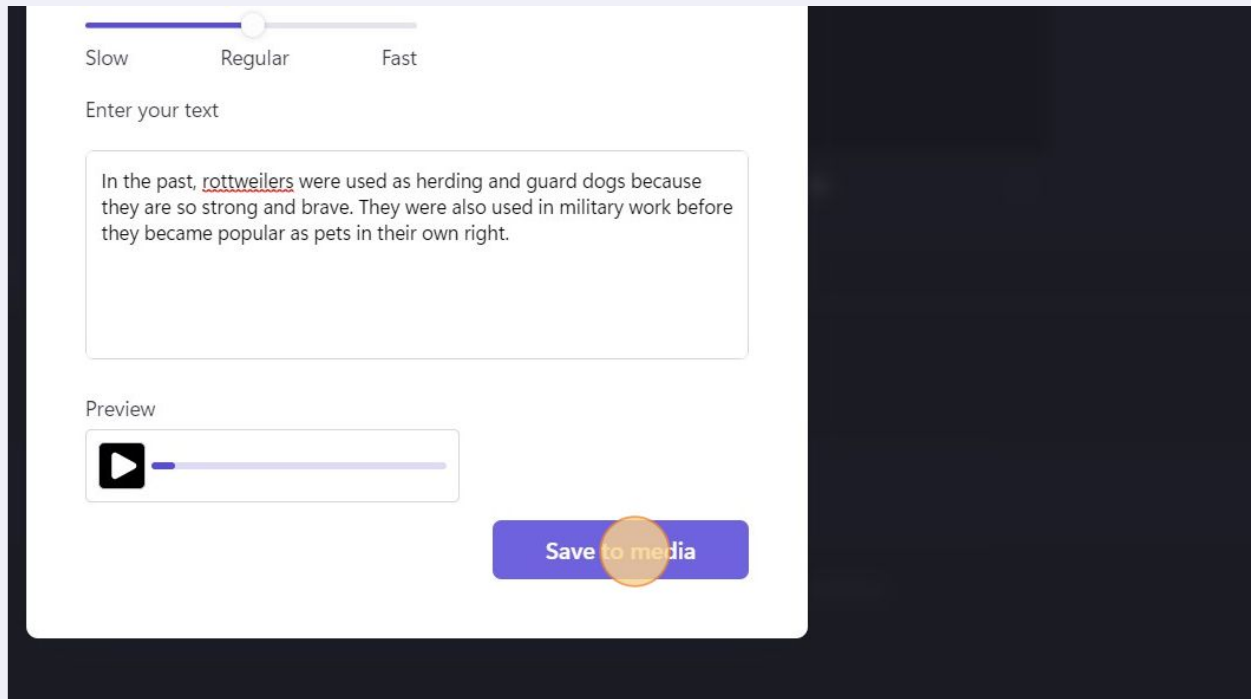 Slow Regular Fast
Enter your text
In the past, rottweilers were used as herding and guard dogs because
they are so strong and brave. They were also used in military work before
they became popular as pets in their own right.
Preview
Save to media